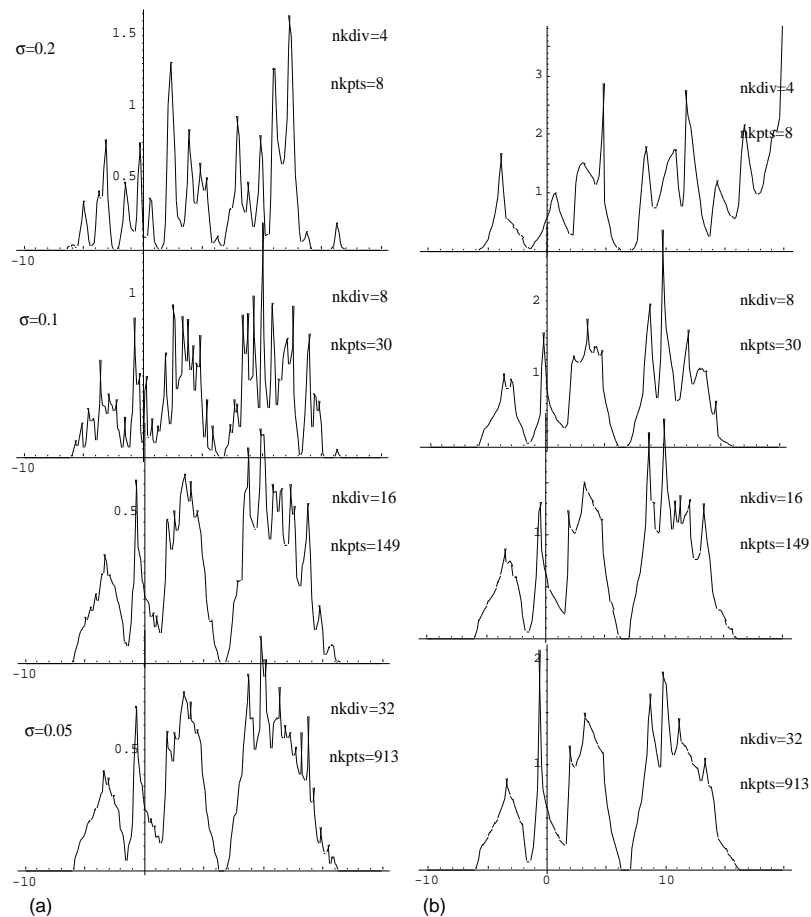 1.5
nkdiv=4
σ=0.2
nkpts=8
1
0.5
-10
3
nkdiv=4
2
nkpts=8
1
1
nkdiv=8
σ=0.1
nkpts=30
-10
2
nkdiv=8
1
nkpts=30
0.5
nkdiv=16
nkpts=149
-10
nkdiv=16
1
nkpts=149
σ=0.05
nkdiv=32
0.5
nkpts=913
-10
2
nkdiv=32
1
nkpts=913
-10
0
10
(a)
(b)